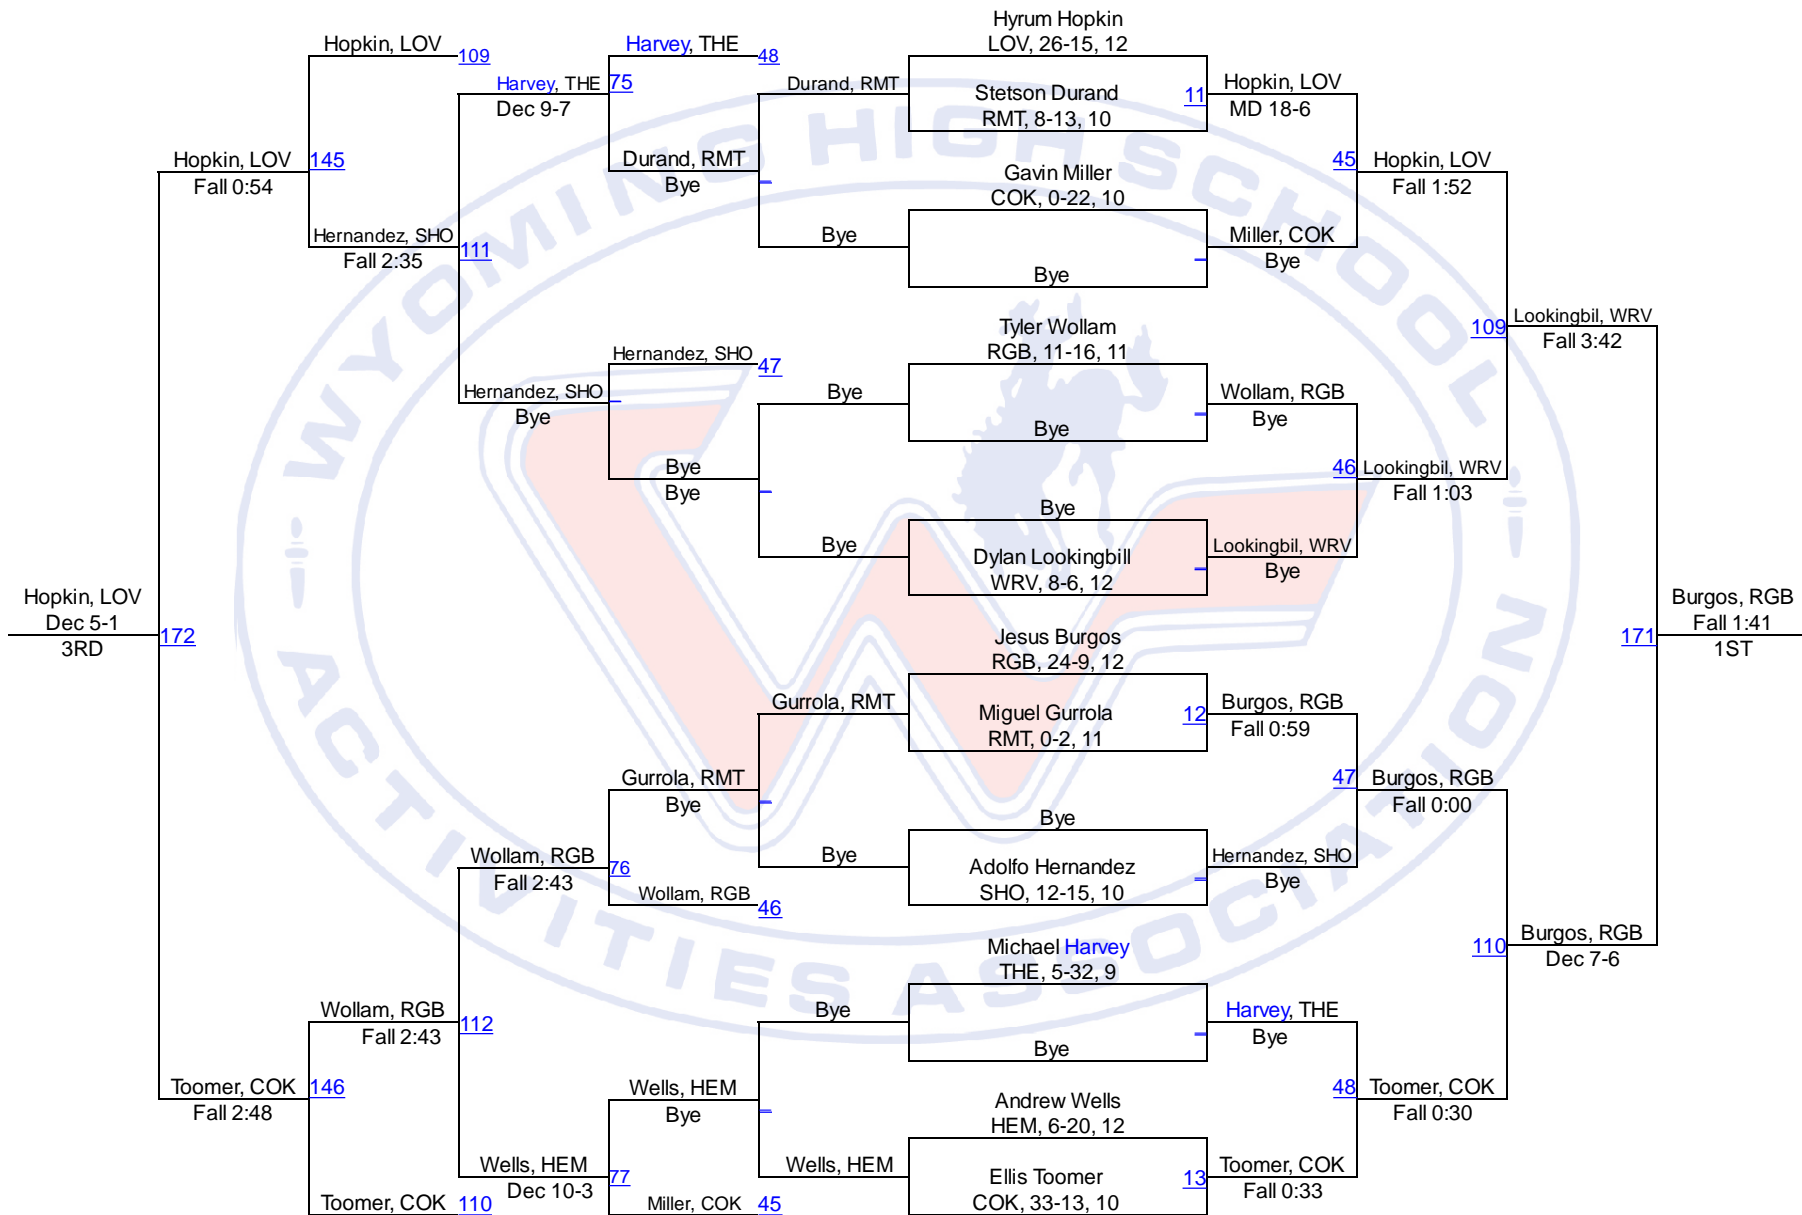 Hyrum Hopkin
LOV, 26-15, 12
Hopkin, LOV
109
Harvey, THE
48
Harvey, THE
75
Dec 9-7
Durand, RMT
Stetson Durand
RMT, 8-13, 10
11
Hopkin, LOV
MD 18-6
Hopkin, LOV
145
Fall 0:54
Durand, RMT
Bye
Gavin Miller
COK, 0-22, 10
45
Hopkin, LOV
Fall 1:52
Hernandez, SHO
111
Fall 2:35
Bye
Bye
Miller, COK
Bye
Tyler Wollam
RGB, 11-16, 11
109
Lookingbil, WRV
Fall 3:42
Hernandez, SHO
47
Hernandez, SHO
Bye
Bye
Bye
Wollam, RGB
Bye
Bye
Bye
46
Lookingbil, WRV
Fall 1:03
Bye
Bye
Dylan Lookingbill
WRV, 8-6, 12
Lookingbil, WRV
Bye
Hopkin, LOV
Dec 5-1
3RD
172
Jesus Burgos
RGB, 24-9, 12
171
Burgos, RGB
Fall 1:41
1ST
Gurrola, RMT
Miguel Gurrola
RMT, 0-2, 11
12
Burgos, RGB
Fall 0:59
Gurrola, RMT
Bye
47
Burgos, RGB
Fall 0:00
Bye
Bye
Adolfo Hernandez
SHO, 12-15, 10
Hernandez, SHO
Bye
Wollam, RGB
76
Fall 2:43
Wollam, RGB
46
Michael Harvey
THE, 5-32, 9
110
Burgos, RGB
Dec 7-6
Wollam, RGB
112
Fall 2:43
Bye
Bye
Harvey, THE
Bye
Toomer, COK
146
Fall 2:48
Wells, HEM
Bye
Andrew Wells
HEM, 6-20, 12
48
Toomer, COK
Fall 0:30
Wells, HEM
77
Dec 10-3
Wells, HEM
Ellis Toomer
COK, 33-13, 10
13
Toomer, COK
Fall 0:33
Toomer, COK
110
Miller, COK
45
WYOMING HIGH SCHOOL
ACTIVITIES ASSOCIATION